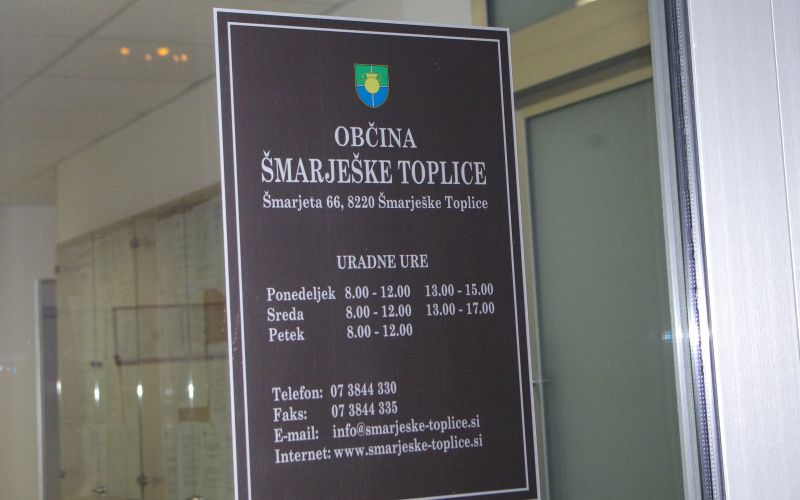 OBČINA
ŠMARJEŠKE TOPLICE
Šmarjeta 66, 8220 Šmarješke Toplice
URADNE URE
Ponedeljek 8.00 - 12.00 13.00 - 15.00
Sreda 8.00 - 12.00 13.00 - 17.00
Petek 8.00 - 12.00
Telefon: 07 3844 330
Faks: 07 3844 335
E-mail: info@smarjeske-toplice.si
Internet: www.smarjeske-toplice.si